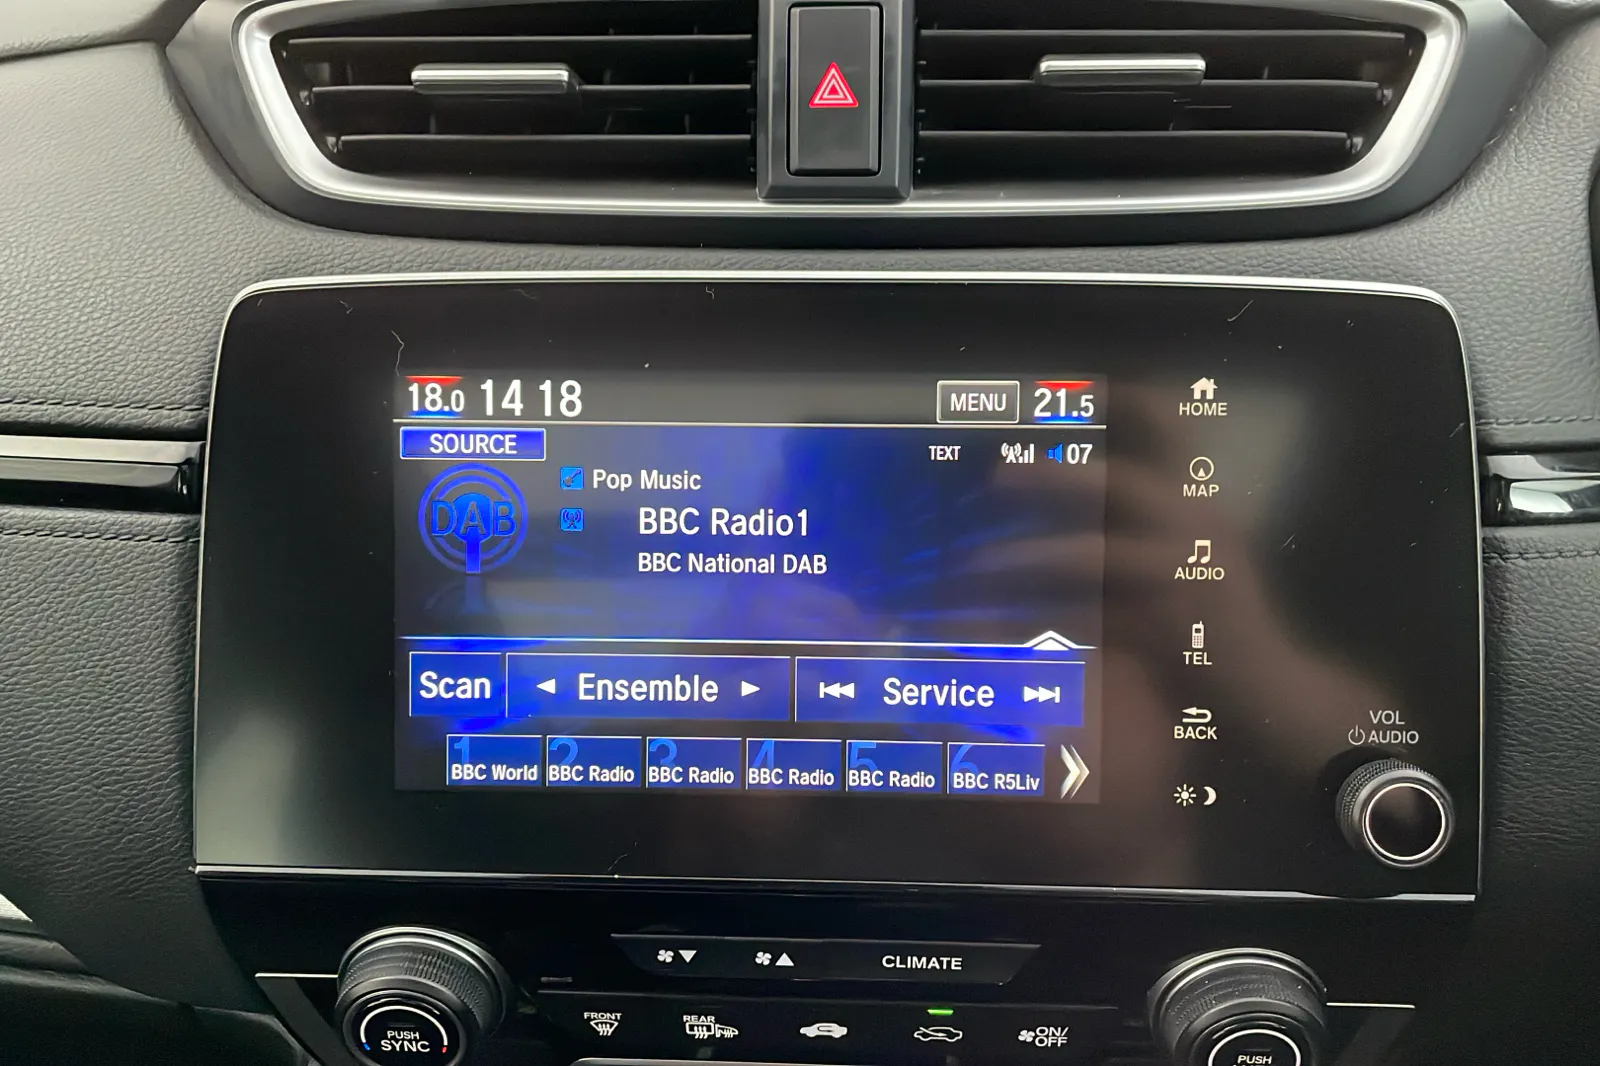 18.0 14 18 MENU 21.5
SOURCE
TEXT 07
DAB
Pop Music
BBC Radio1
BBC National DAB
Scan Ensemble Service
1 2 3 4 5 6
BBC World BBC Radio BBC Radio BBC Radio BBC Radio BBC R5Liv
HOME
MAP
AUDIO
TEL
BACK
VOL
AUDIO
CLIMATE
FRONT
REAR
ON/
OFF
PUSH
SYNC
PUSH